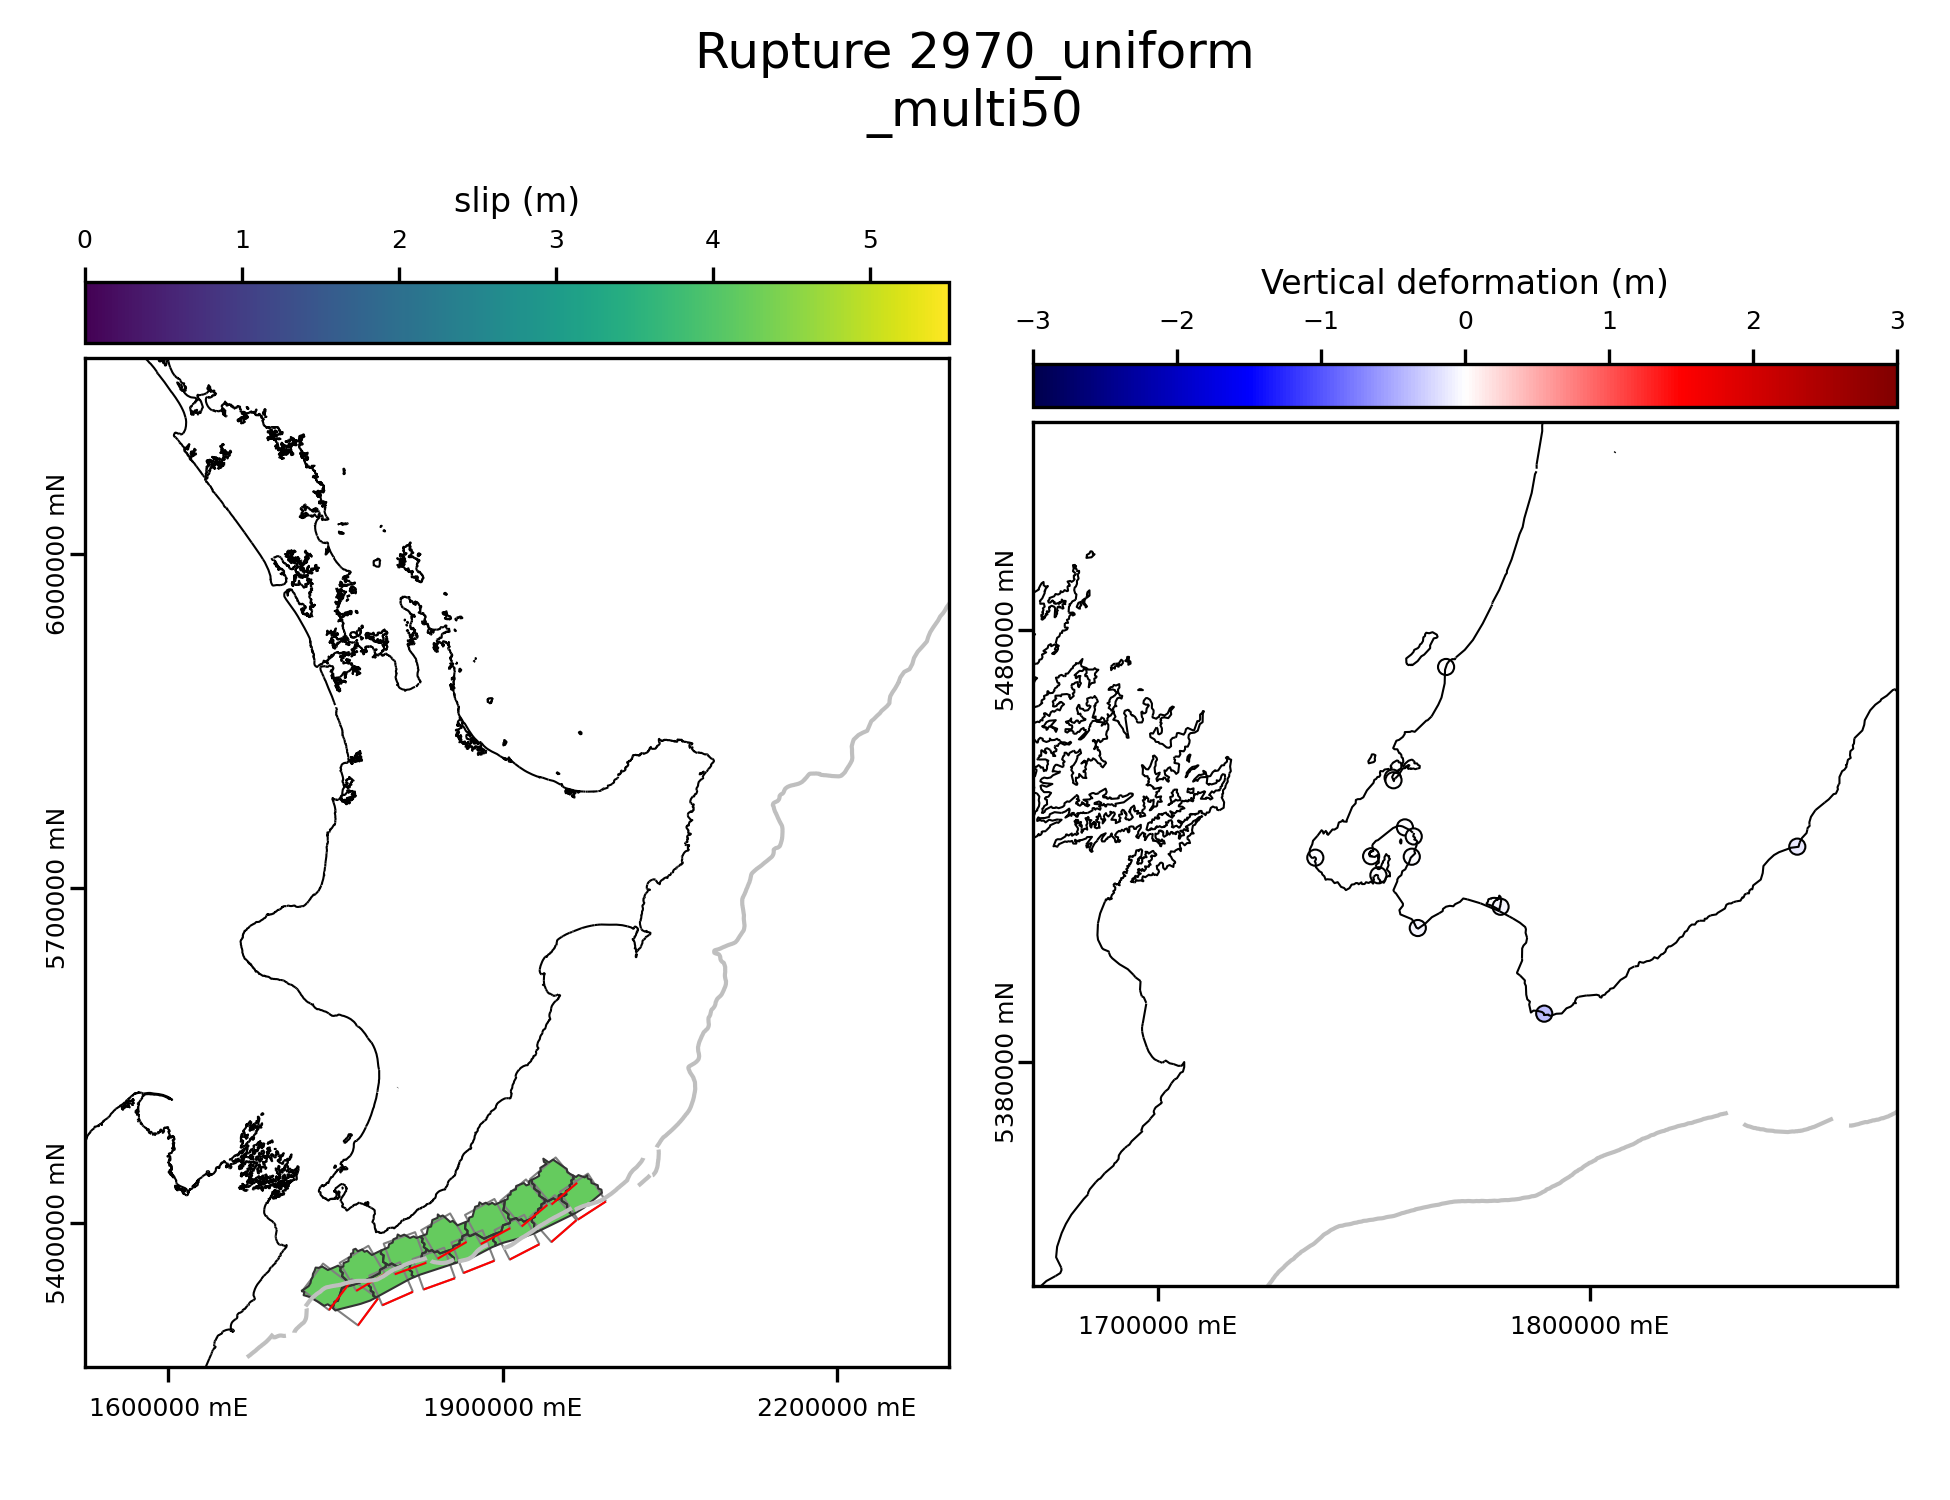 Rupture 2970_uniform
_multi50
slip (m)
0 1 2 3 4 5
6000000 mN
5700000 mN
5400000 mN
1600000 mE 1900000 mE 2200000 mE
Vertical deformation (m)
−3 −2 −1 0 1 2 3
5480000 mN
5380000 mN
1700000 mE 1800000 mE